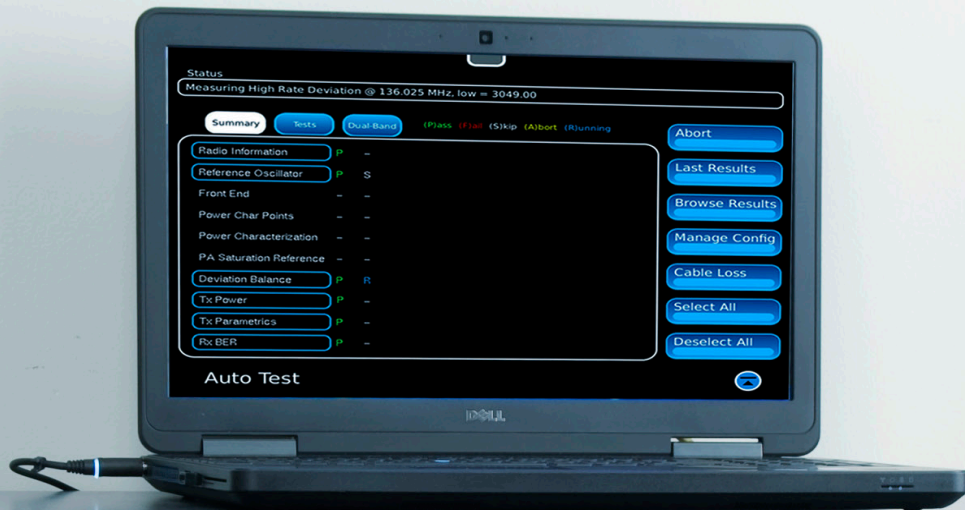 Status
Measuring High Rate Deviation @ 136.025 MHz, low = 3049.00
Summary Tests Dual-Band (P)ass (F)ail (S)kip (A)bort (R)unning
Radio Information P –
Reference Oscillator P S
Front End – –
Power Char Points – –
Power Characterization – –
PA Saturation Reference – –
Deviation Balance P R
Tx Power P –
Tx Parametrics P –
Rx BER P –
Abort
Last Results
Browse Results
Manage Config
Cable Loss
Select All
Deselect All
Auto Test
DELL